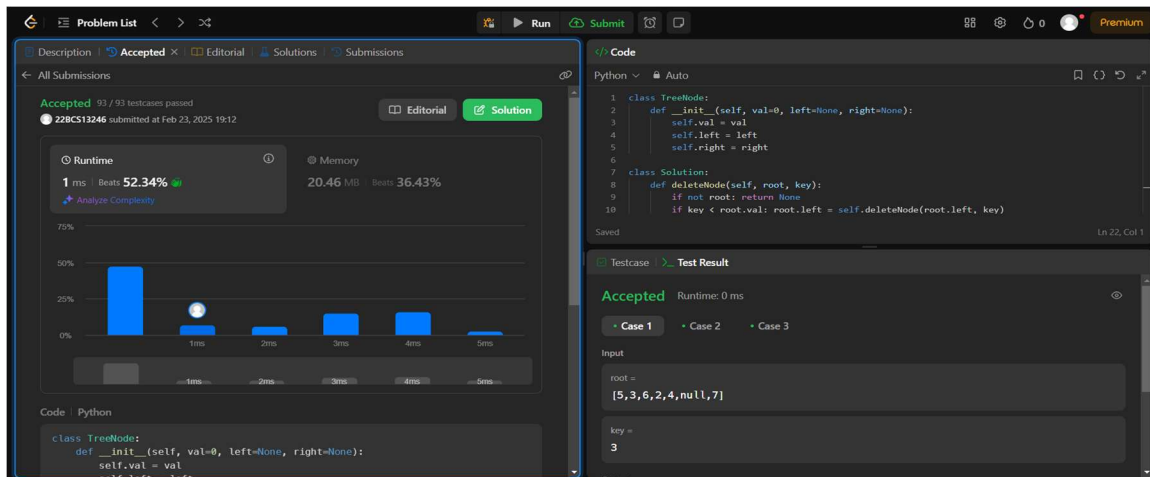 Problem List
Run
Submit
0
Premium
Description
Accepted ×
Editorial
Solutions
Submissions
← All Submissions
Accepted 93 / 93 testcases passed
22BCS13246 submitted at Feb 23, 2025 19:12
Editorial
Solution
Runtime
1 ms | Beats 52.34%
Analyze Complexity
Memory
20.46 MB | Beats 36.43%
75%
50%
25%
0%
1ms 2ms 3ms 4ms 5ms
1ms 2ms 3ms 4ms 5ms
Code | Python
class TreeNode:
def __init__(self, val=0, left=None, right=None):
self.val = val
</> Code
Python
Auto
1 class TreeNode:
2 def __init__(self, val=0, left=None, right=None):
3 self.val = val
4 self.left = left
5 self.right = right
6
7 class Solution:
8 def deleteNode(self, root, key):
9 if not root: return None
10 if key < root.val: root.left = self.deleteNode(root.left, key)
Saved
Ln 22, Col 1
Testcase
>_ Test Result
Accepted Runtime: 0 ms
• Case 1 • Case 2 • Case 3
Input
root =
[5,3,6,2,4,null,7]
key =
3